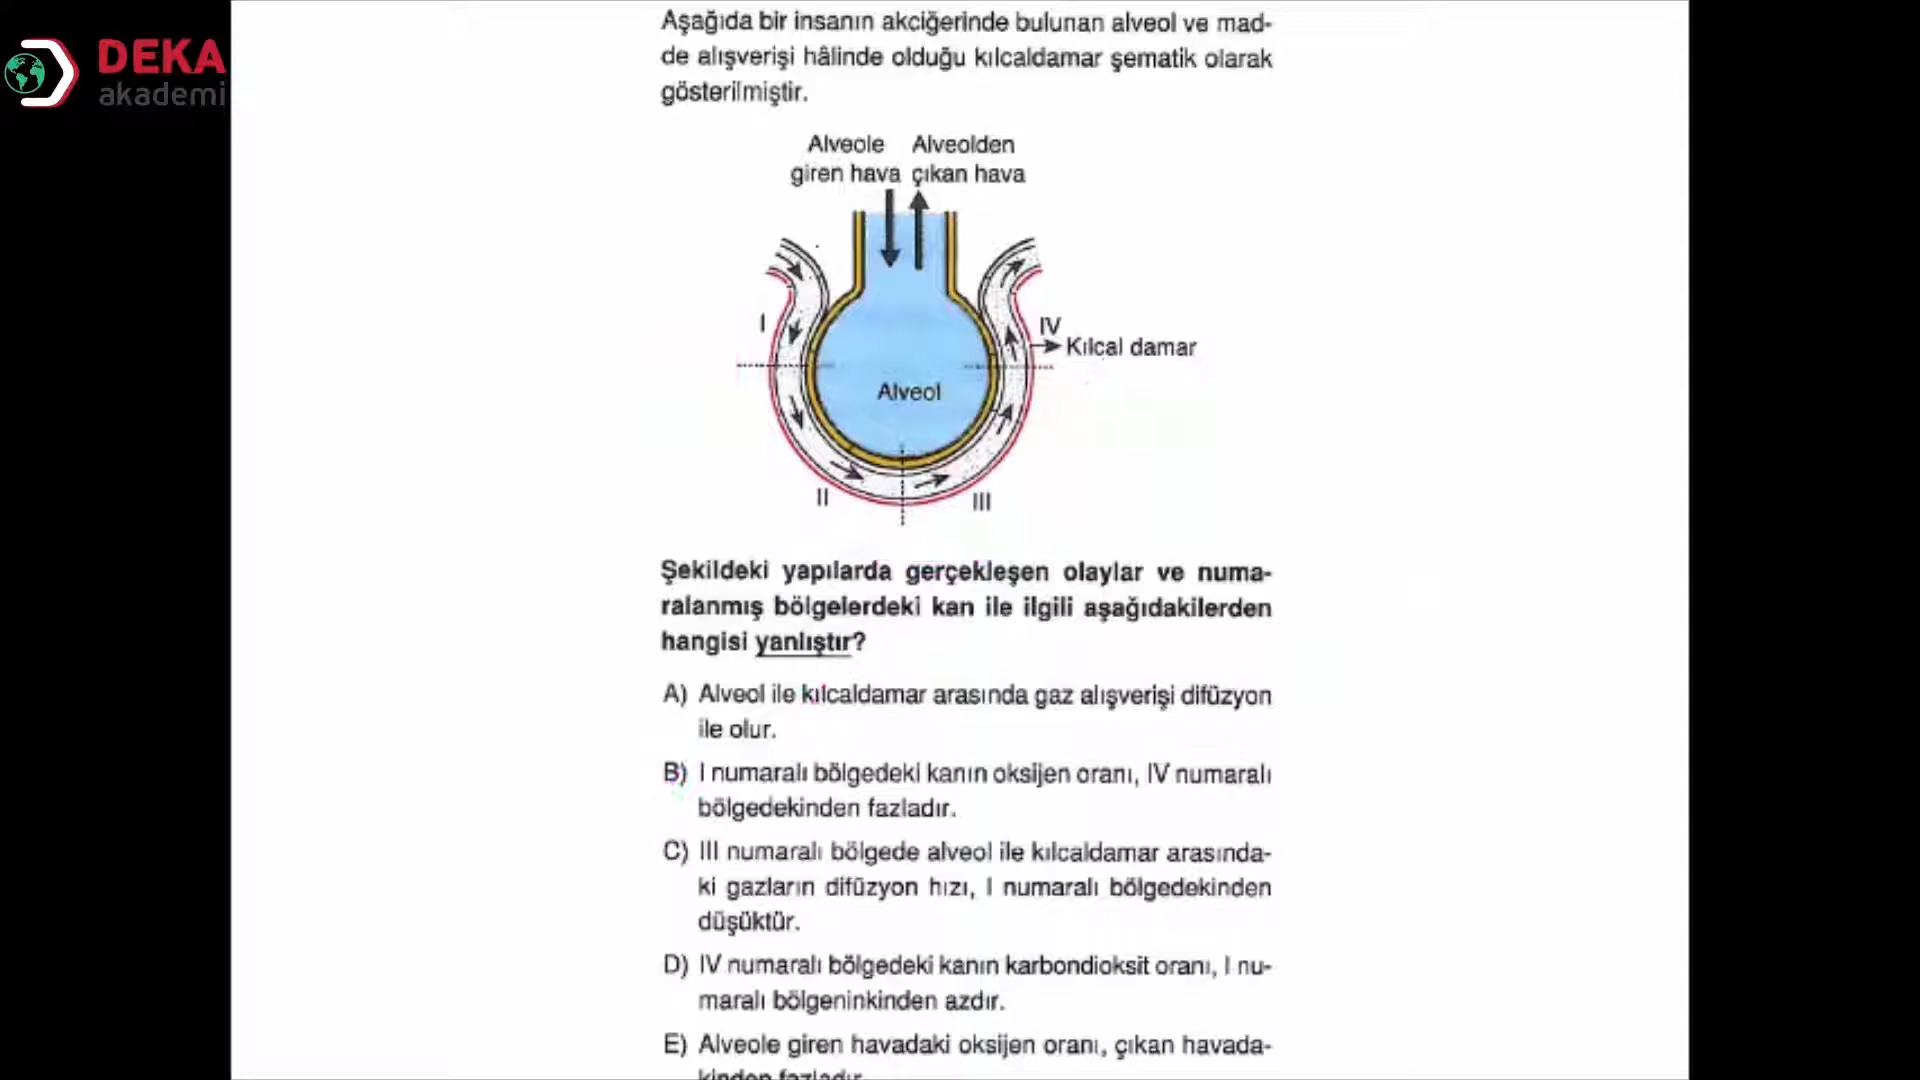 DEKA
akademi
Aşağıda bir insanın akciğerinde bulunan alveol ve mad-
de alışverişi hâlinde olduğu kılcaldamar şematik olarak
gösterilmiştir.
Alveole Alveolden
giren hava çıkan hava
I
IV
Kılcal damar
Alveol
II
III
Şekildeki yapılarda gerçekleşen olaylar ve numa-
ralanmış bölgelerdeki kan ile ilgili aşağıdakilerden
hangisi yanlıştır?
A) Alveol ile kılcaldamar arasında gaz alışverişi difüzyon
ile olur.
B) I numaralı bölgedeki kanın oksijen oranı, IV numaralı
bölgedekinden fazladır.
C) III numaralı bölgede alveol ile kılcaldamar arasında-
ki gazların difüzyon hızı, I numaralı bölgedekinden
düşüktür.
D) IV numaralı bölgedeki kanın karbondioksit oranı, I nu-
maralı bölgeninkinden azdır.
E) Alveole giren havadaki oksijen oranı, çıkan havada-
kinden fazladır.